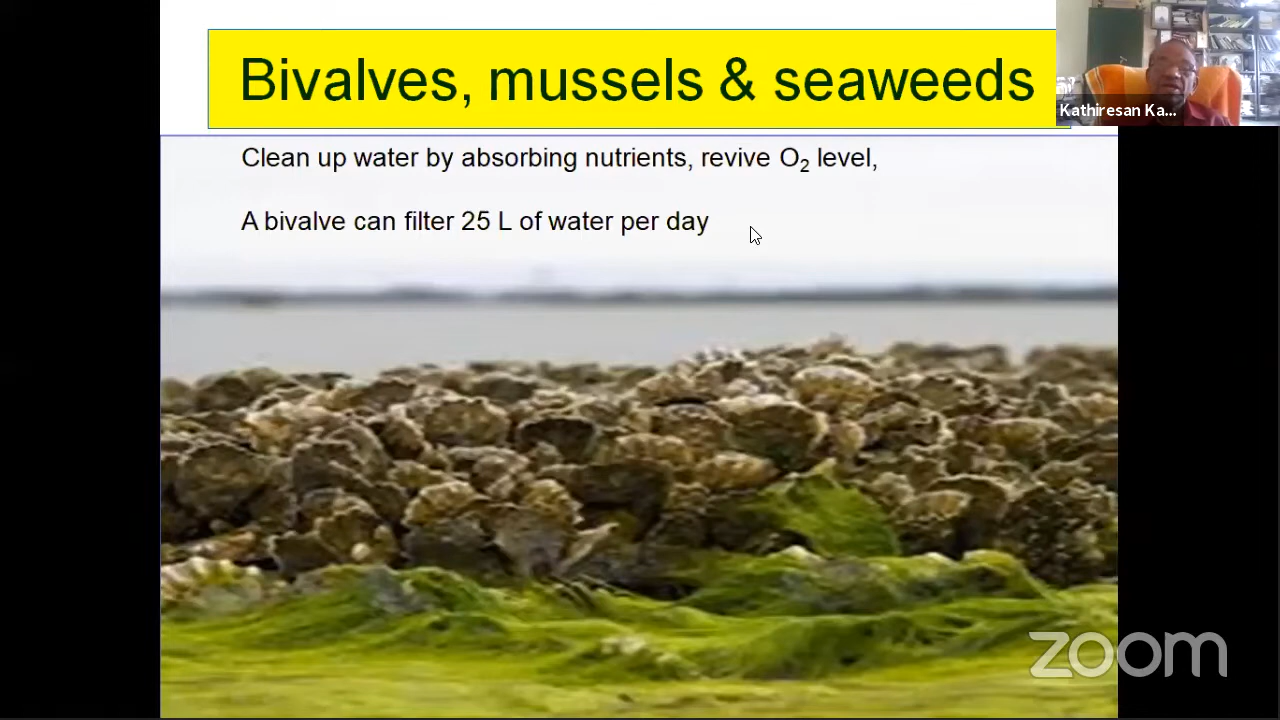 Bivalves, mussels & seaweeds
Kathiresan Ka...
Clean up water by absorbing nutrients, revive O₂ level,
A bivalve can filter 25 L of water per day
zoom